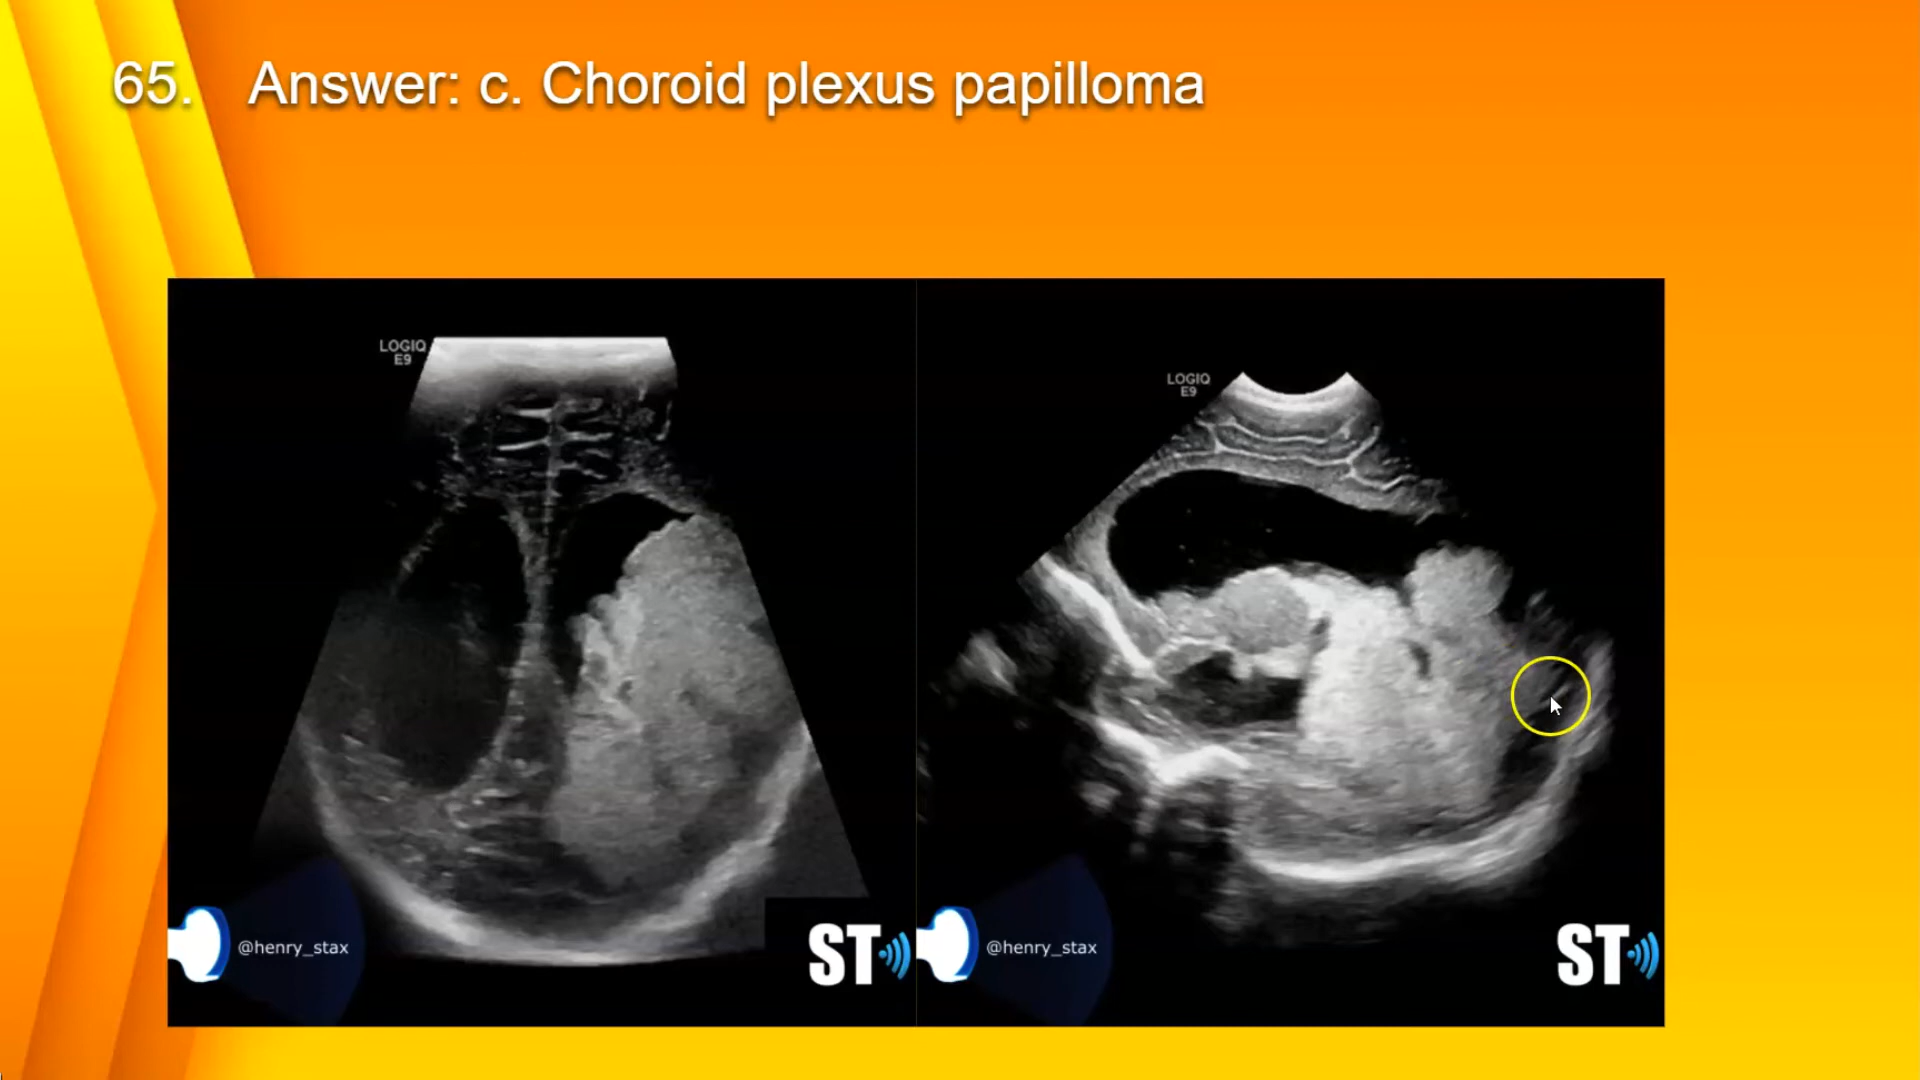 65. Answer: c. Choroid plexus papilloma
LOGIQ
E9
LOGIQ
E9
@henry_stax
ST
@henry_stax
ST